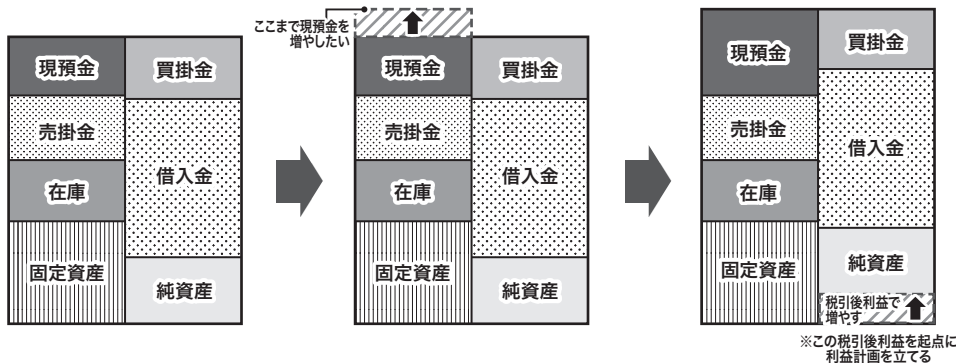 現預金
売掛金
在庫
固定資産
買掛金
借入金
純資産
ここまで現預金を
増やしたい
現預金
売掛金
在庫
固定資産
買掛金
借入金
純資産
現預金
売掛金
在庫
固定資産
買掛金
借入金
純資産
税引後利益で
増やす
※この税引後利益を起点に
利益計画を立てる